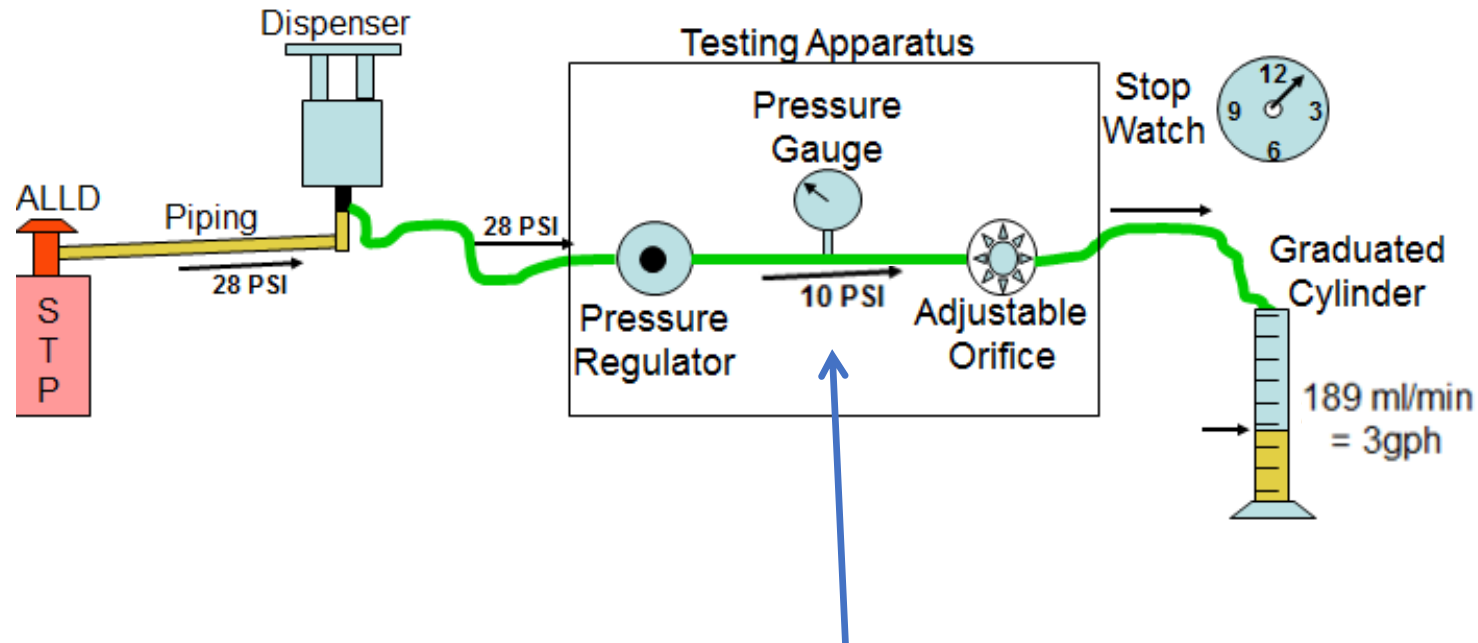 Dispenser
Testing Apparatus
Stop
Watch
12
9
3
6
Pressure
Gauge
ALLD
Piping
28 PSI
28 PSI
10 PSI
Graduated
Cylinder
S
T
P
Pressure
Regulator
Adjustable
Orifice
189 ml/min
= 3gph